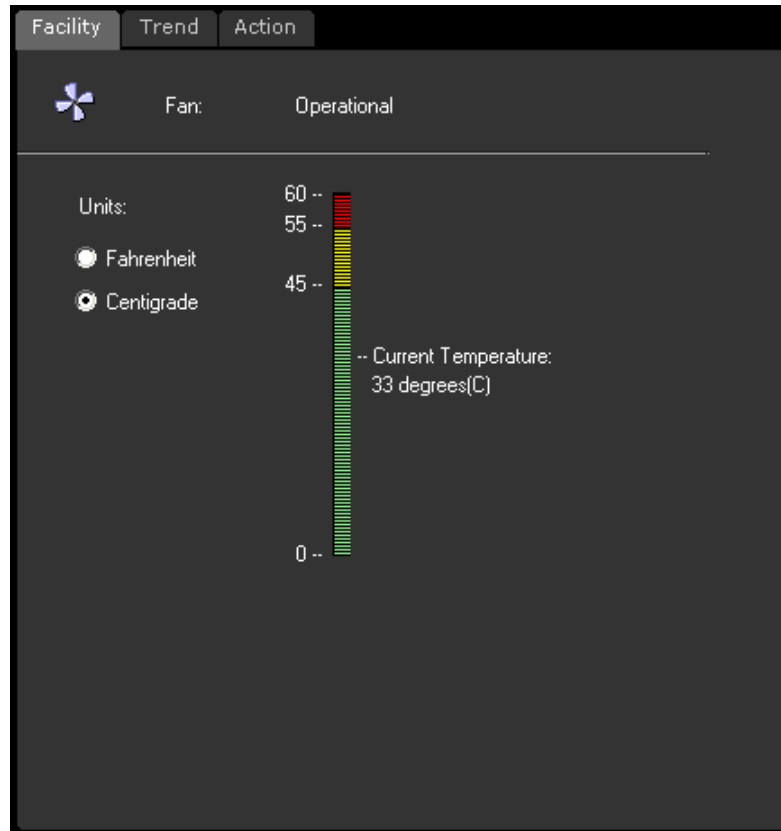 Facility Trend Action
Fan: Operational
Units:
Fahrenheit
Centigrade
60 --
55 --
45 --
-- Current Temperature:
33 degrees(C)
0 --